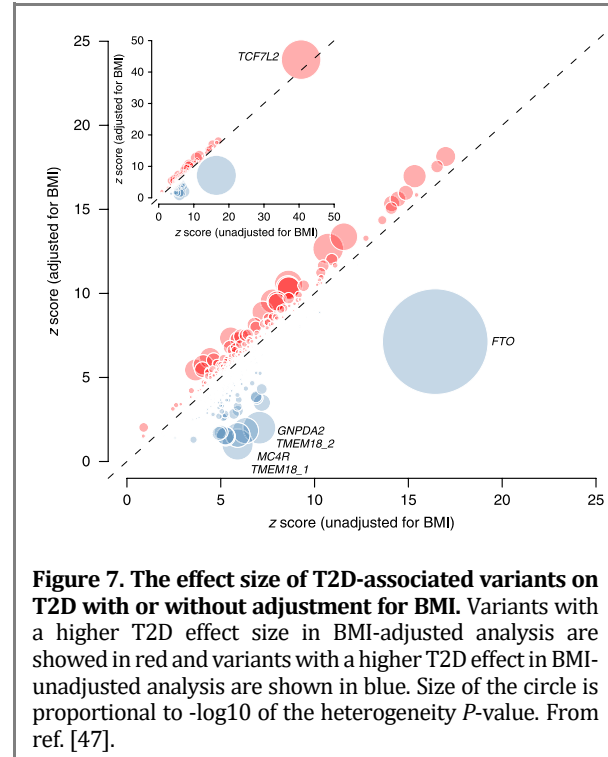 25
20
15
10
5
0
z score (adjusted for BMI)
50
40
30
20
10
0
z score (adjusted for BMI)
TCF7L2
0 10 20 30 40 50
z score (unadjusted for BMI)
FTO
GNPDA2
TMEM18_2
MC4R
TMEM18_1
0 5 10 15 20 25
z score (unadjusted for BMI)
Figure 7. The effect size of T2D-associated variants on
T2D with or without adjustment for BMI. Variants with
a higher T2D effect size in BMI-adjusted analysis are
showed in red and variants with a higher T2D effect in BMI-
unadjusted analysis are shown in blue. Size of the circle is
proportional to -log10 of the heterogeneity P-value. From
ref. [47].